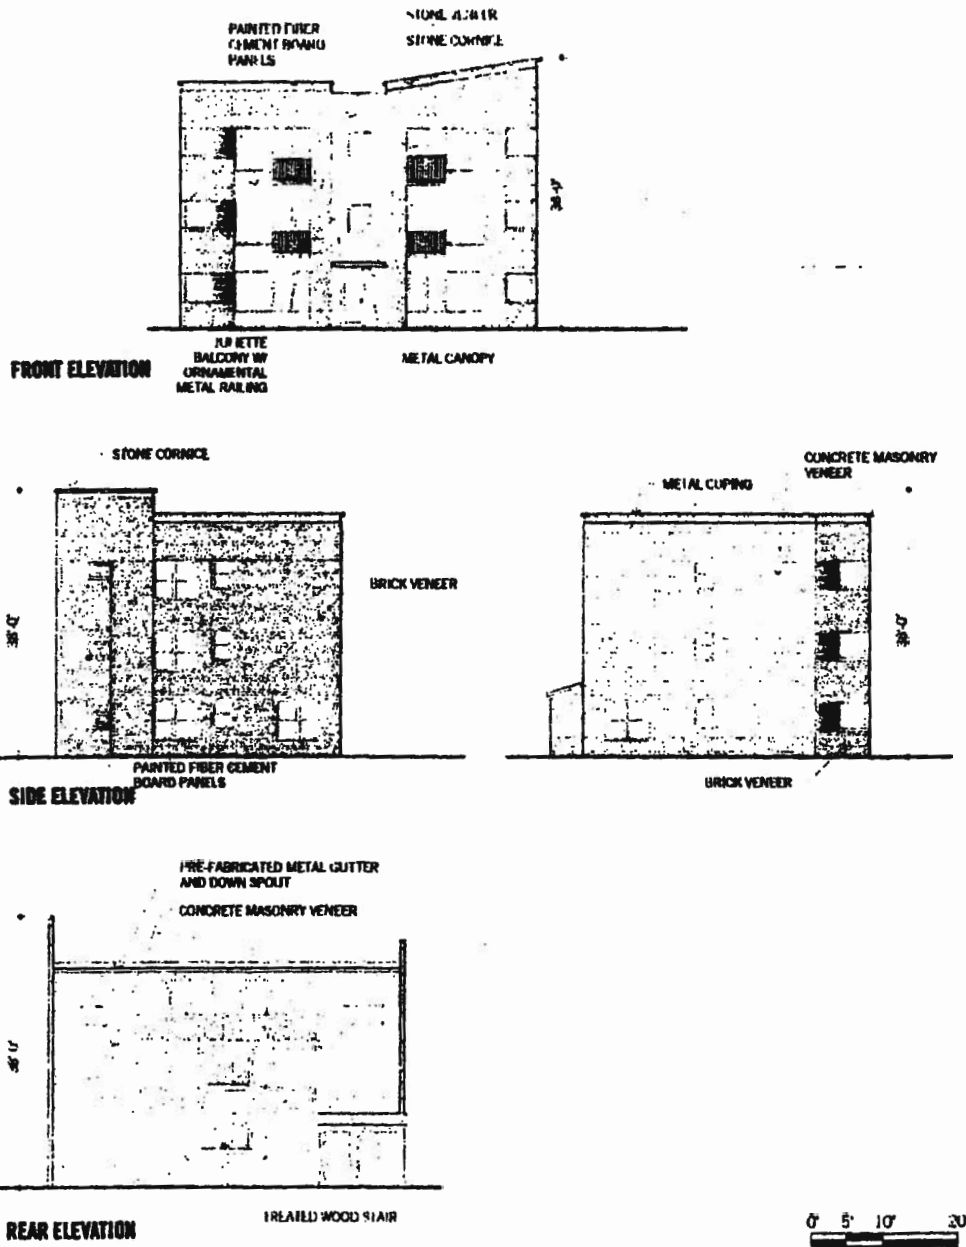 STONE VENEER
PAINTED FIBER
CEMENT BOARD
PANELS
STONE CORNICE
38'-0"
JULIETTE
BALCONY W/
ORNAMENTAL
METAL RAILING
METAL CANOPY
FRONT ELEVATION
STONE CORNICE
CONCRETE MASONRY
VENEER
METAL COPING
BRICK VENEER
38'-0"
38'-0"
PAINTED FIBER CEMENT
BOARD PANELS
BRICK VENEER
SIDE ELEVATION
PRE-FABRICATED METAL GUTTER
AND DOWN SPOUT
CONCRETE MASONRY VENEER
38'-0"
TREATED WOOD STAIR
REAR ELEVATION
0' 5' 10' 20'